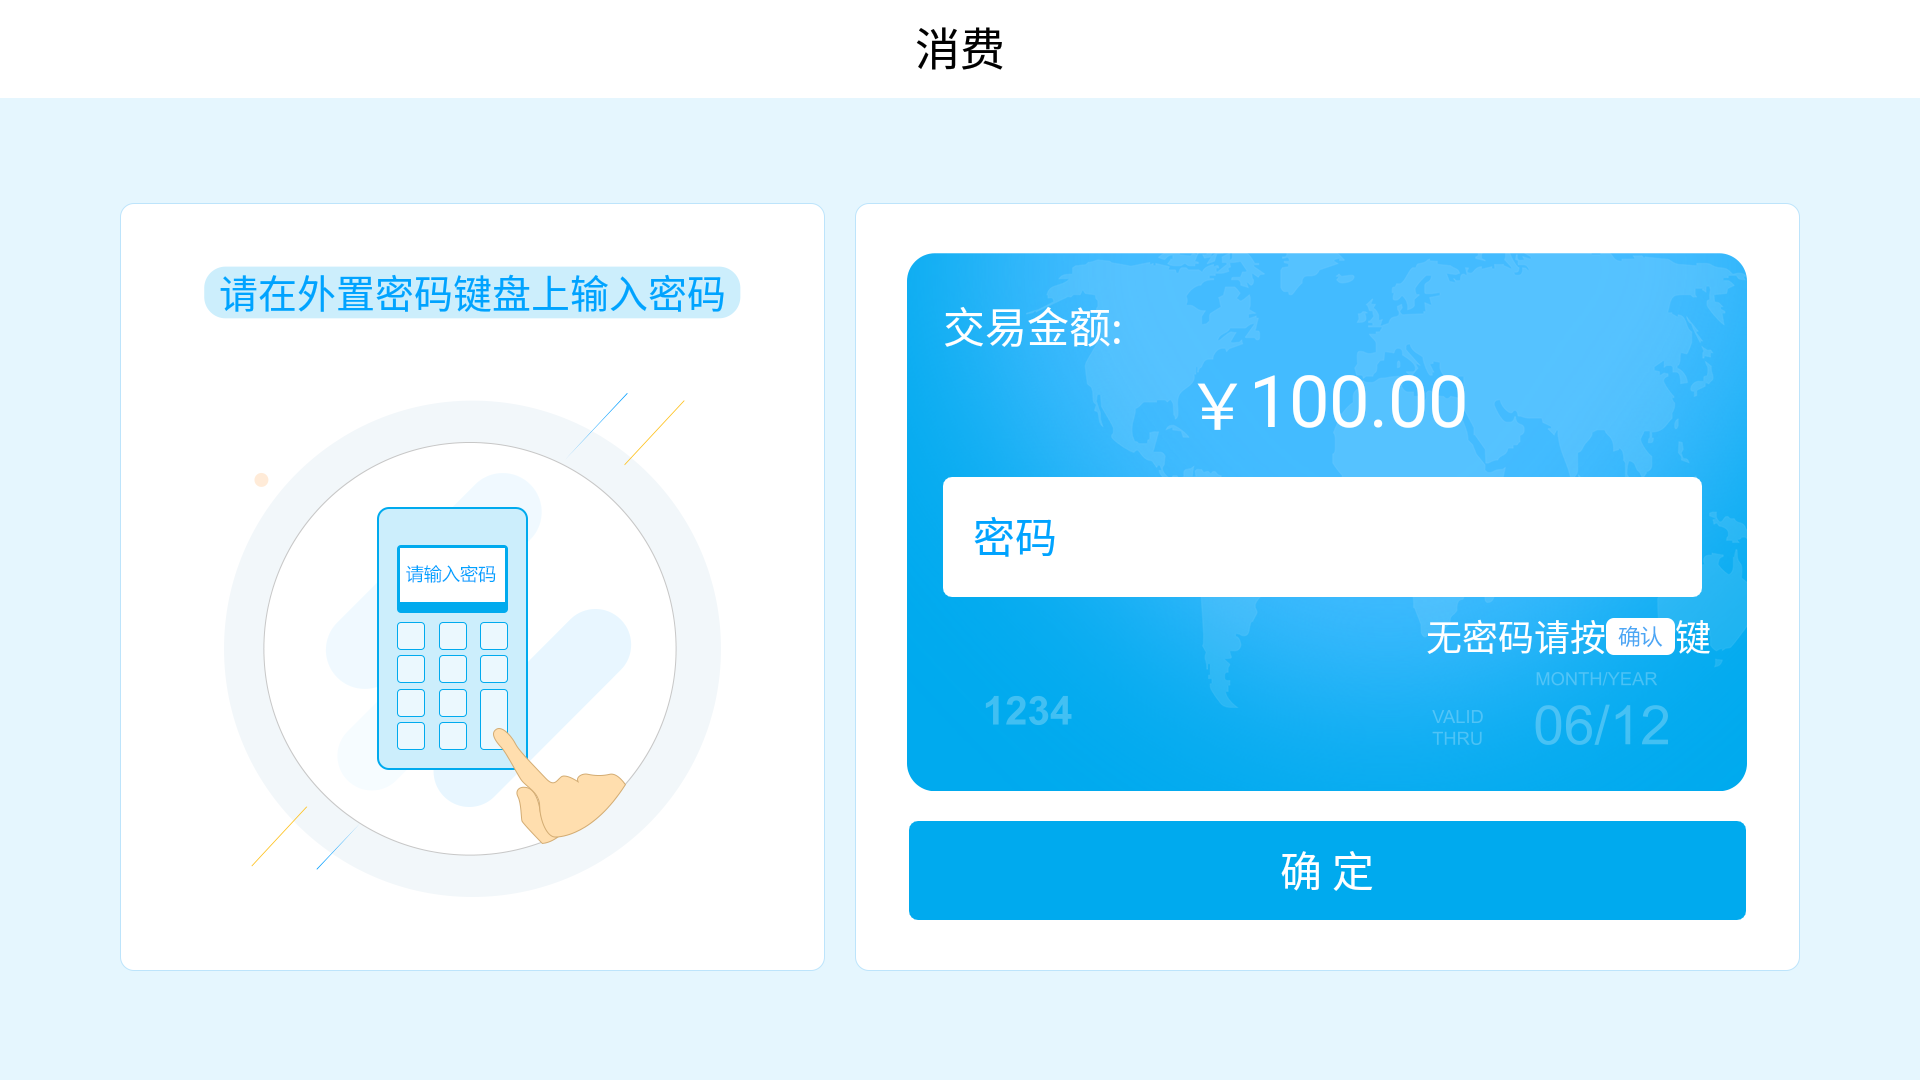 消费
请在外置密码键盘上输入密码
请输入密码
交易金额:
￥100.00
密码
无密码请按确认键
MONTH/YEAR
1234
VALID
THRU
06/12
确 定